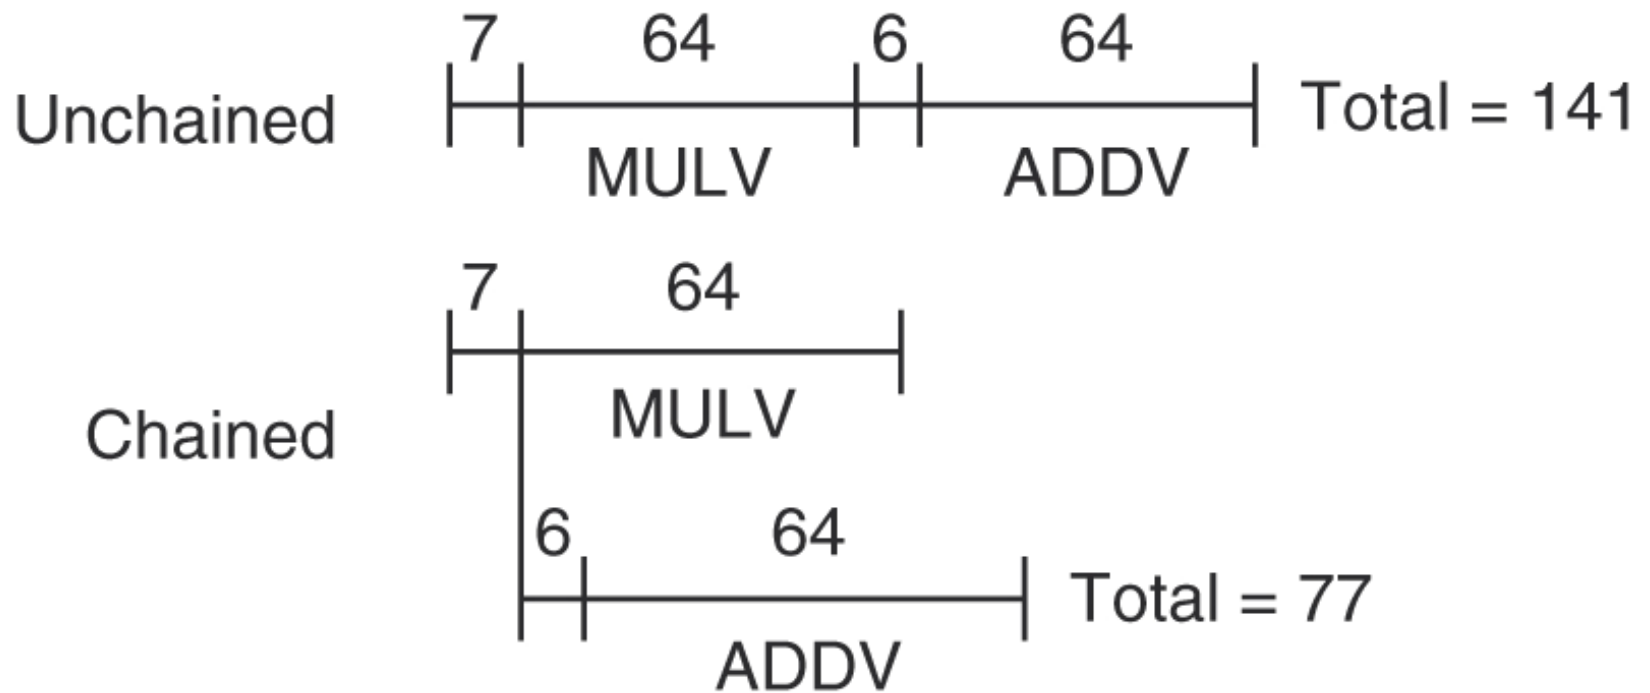 7 64 6 64
Unchained Total = 141
MULV ADDV
7 64
MULV
Chained
6 64
Total = 77
ADDV